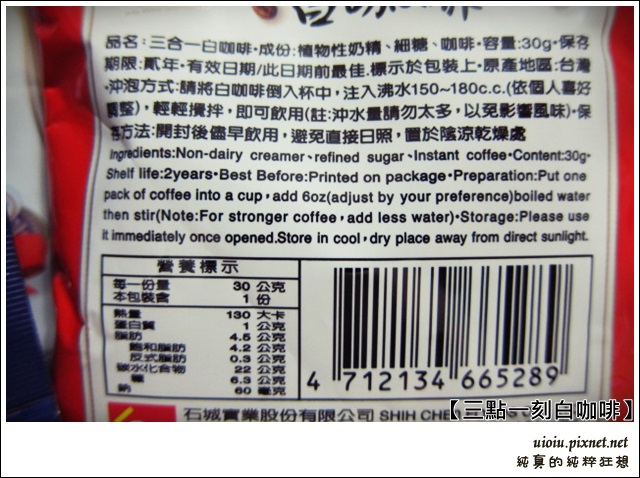 白咖啡
品名:三合一白咖啡•成份:植物性奶精、細糖、咖啡•容量:30g•保存
期限:貳年•有效日期/此日期前最佳.標示於包裝上•原產地區:台灣
•沖泡方式:請將白咖啡倒入杯中,注入沸水150~180c.c.(依個人喜好
調整),輕輕攪拌,即可飲用(註:沖水量請勿太多,以免影響風味)•保
存方法:開封後儘早飲用,避免直接日照,置於陰涼乾燥處
Ingredients:Non-dairy creamer、refined sugar、Instant coffee•Content:30g•
Shelf life:2years•Best Before:Printed on package•Preparation:Put one
pack of coffee into a cup,add 6oz(adjust by your preference)boiled water
then stir(Note:For stronger coffee,add less water)•Storage:Please use
it immediately once opened.Store in cool,dry place away from direct sunlight.
營養標示
每一份量 30 公克
本包裝含 1 份
熱量 130 大卡
蛋白質 1 公克
脂肪 4.5 公克
飽和脂肪 4.2 公克
反式脂肪 0.3 公克
碳水化合物 22 公克
糖 6.3 公克
鈉 60 毫克
4 712134 665289
石城實業股份有限公司 SHIH CHE
【三點一刻白咖啡】
uioiu.pixnet.net
純真的純粹狂想